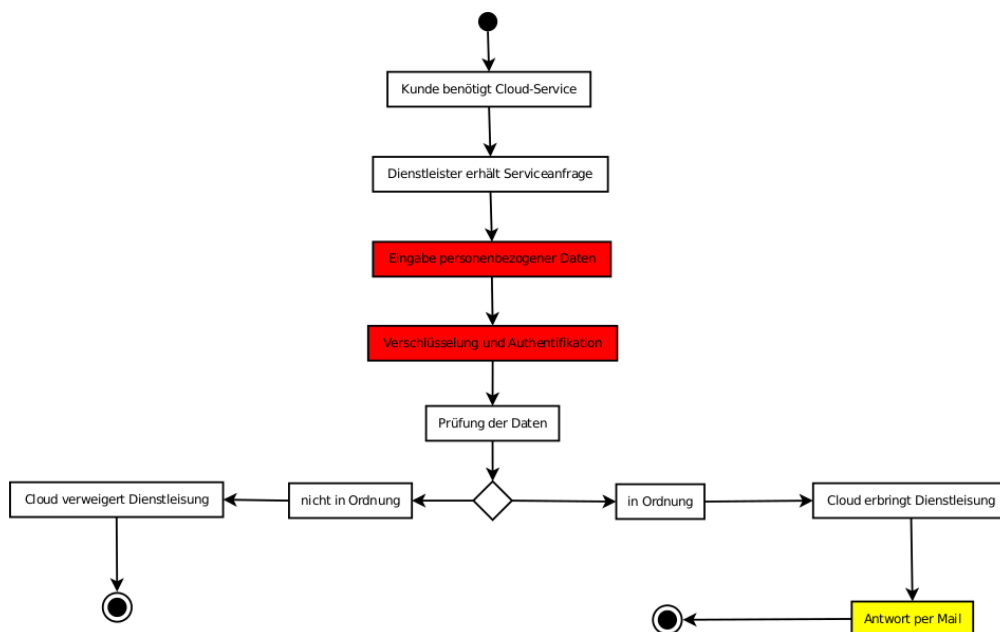 Kunde benötigt Cloud-Service
Dienstleister erhält Serviceanfrage
Eingabe personenbezogener Daten
Verschlüsselung und Authentifikation
Prüfung der Daten
Cloud verweigert Dienstleisung
nicht in Ordnung
in Ordnung
Cloud erbringt Dienstleisung
Antwort per Mail